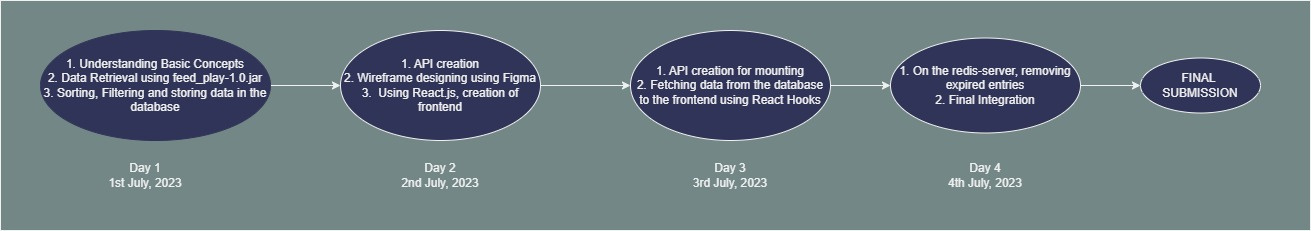 1. Understanding Basic Concepts
2. Data Retrieval using feed_play-1.0.jar
3. Sorting, Filtering and storing data in the
database
1. API creation
2. Wireframe designing using Figma
3. Using React.js, creation of
frontend
1. API creation for mounting
2. Fetching data from the database
to the frontend using React Hooks
1. On the redis-server, removing
expired entries
2. Final Integration
FINAL
SUBMISSION
Day 1
1st July, 2023
Day 2
2nd July, 2023
Day 3
3rd July, 2023
Day 4
4th July, 2023